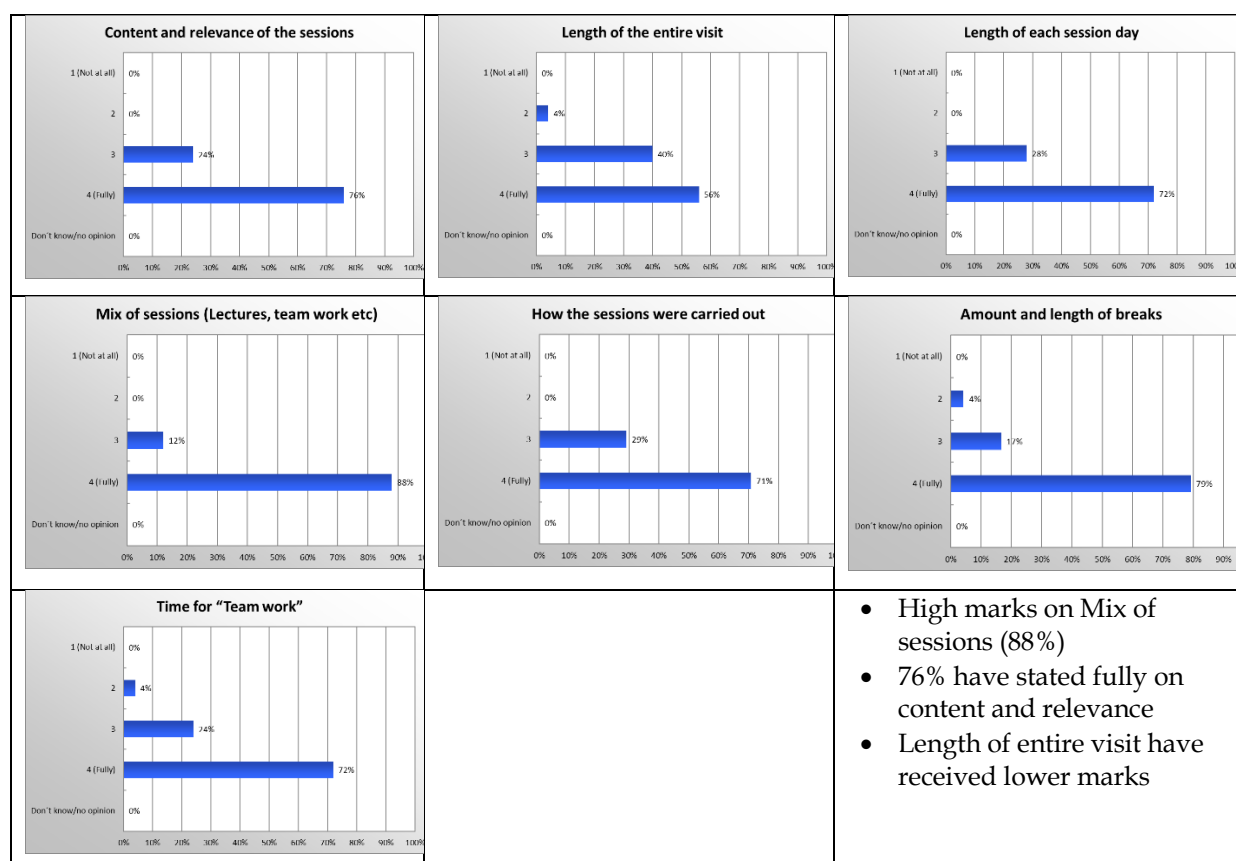 Content and relevance of the sessions
1 (Not at all)
0%
2
0%
3
24%
4 (Fully)
76%
Don´t know/no opinion
0%
0% 10% 20% 30% 40% 50% 60% 70% 80% 90% 100%
Length of the entire visit
1 (Not at all)
0%
2
4%
3
40%
4 (Fully)
56%
Don´t know/no opinion
0%
0% 10% 20% 30% 40% 50% 60% 70% 80% 90% 100%
Length of each session day
1 (Not at all)
0%
2
0%
3
28%
4 (Fully)
72%
Don´t know/no opinion
0%
0% 10% 20% 30% 40% 50% 60% 70% 80% 90% 100
Mix of sessions (Lectures, team work etc)
1 (Not at all)
0%
2
0%
3
12%
4 (Fully)
88%
Don´t know/no opinion
0%
0% 10% 20% 30% 40% 50% 60% 70% 80% 90% 1
How the sessions were carried out
1 (Not at all)
0%
2
0%
3
29%
4 (Fully)
71%
Don´t know/no opinion
0%
0% 10% 20% 30% 40% 50% 60% 70% 80% 90% 10
Amount and length of breaks
1 (Not at all)
0%
2
4%
3
17%
4 (Fully)
79%
Don´t know/no opinion
0%
0% 10% 20% 30% 40% 50% 60% 70% 80% 90%
Time for “Team work”
1 (Not at all)
0%
2
4%
3
24%
4 (Fully)
72%
Don´t know/no opinion
0%
0% 10% 20% 30% 40% 50% 60% 70% 80% 90% 100%
• High marks on Mix of
sessions (88%)
• 76% have stated fully on
content and relevance
• Length of entire visit have
received lower marks